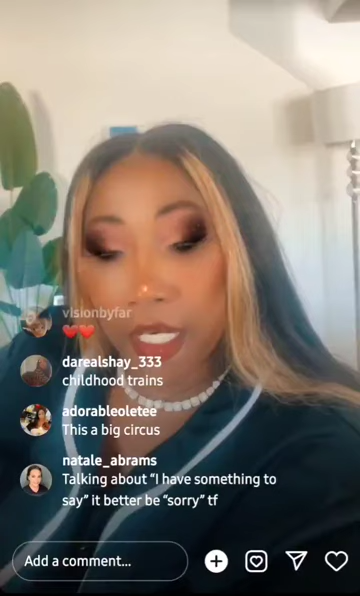 vlsionbyfar
❤️❤️
darealshay_333
childhood trains
adorableoletee
This a big circus
natale_abrams
Talking about “I have something to
say” it better be “sorry” tf
Add a comment...